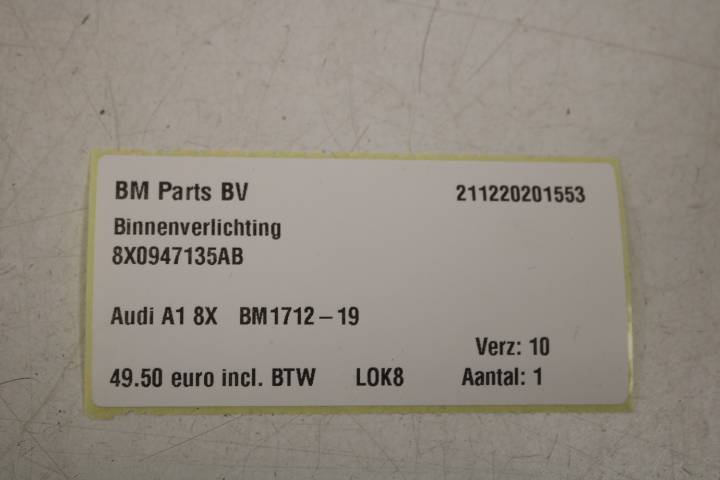 BM Parts BV 211220201553
Binnenverlichting
8X0947135AB
Audi A1 8X BM1712-19
Verz: 10
49.50 euro incl. BTW LOK8 Aantal: 1